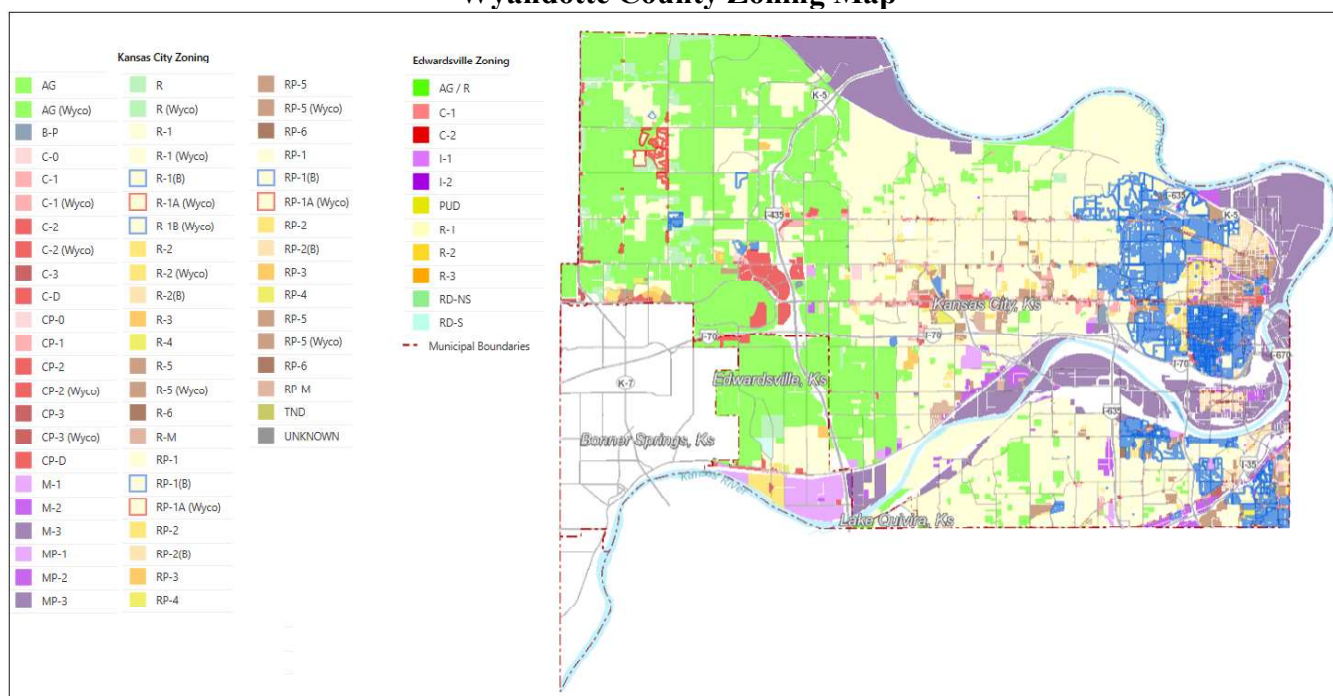 Wyandotte County Zoning Map
Kansas City Zoning
AG
AG (Wyco)
B-P
C-0
C-1
C-1 (Wyco)
C-2
C-2 (Wyco)
C-3
C-D
CP-0
CP-1
CP-2
CP-2 (Wyco)
CP-3
CP-3 (Wyco)
CP-D
M-1
M-2
M-3
MP-1
MP-2
MP-3
R
R (Wyco)
R-1
R-1 (Wyco)
R-1(B)
R-1A (Wyco)
R 1B (Wyco)
R-2
R-2 (Wyco)
R-2(B)
R-3
R-4
R-5
R-5 (Wyco)
R-6
R-M
RP-1
RP-1(B)
RP-1A (Wyco)
RP-2
RP-2(B)
RP-3
RP-4
RP-5
RP-5 (Wyco)
RP-6
RP-1
RP-1(B)
RP-1A (Wyco)
RP-2
RP-2(B)
RP-3
RP-4
RP-5
RP-5 (Wyco)
RP-6
RP-M
TND
UNKNOWN
Edwardsville Zoning
AG / R
C-1
C-2
I-1
I-2
PUD
R-1
R-2
R-3
RD-NS
RD-S
Municipal Boundaries
K-5
I-435
I-635
K-5
Kansas City, Ks
I-70
I-70
I-70
I-670
K-7
Edwardsville, Ks
Bonner Springs, Ks
I-635
I-35
Kansas River
Lake Quivira, Ks